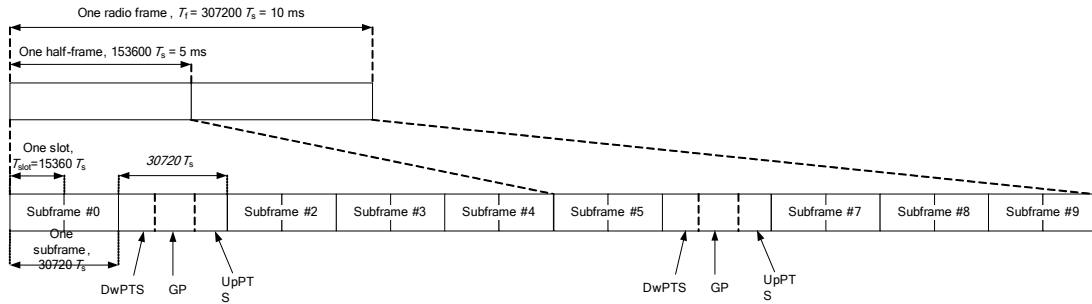 One radio frame , Tf = 307200 Ts = 10 ms
One half-frame, 153600 Ts = 5 ms
One slot,
Tslot=15360 Ts
30720Ts
Subframe #0
Subframe #2
Subframe #3
Subframe #4
Subframe #5
Subframe #7
Subframe #8
Subframe #9
One
subframe ,
30720 Ts
DwPTS
GP
UpPT
S
DwPTS
GP
UpPT
S